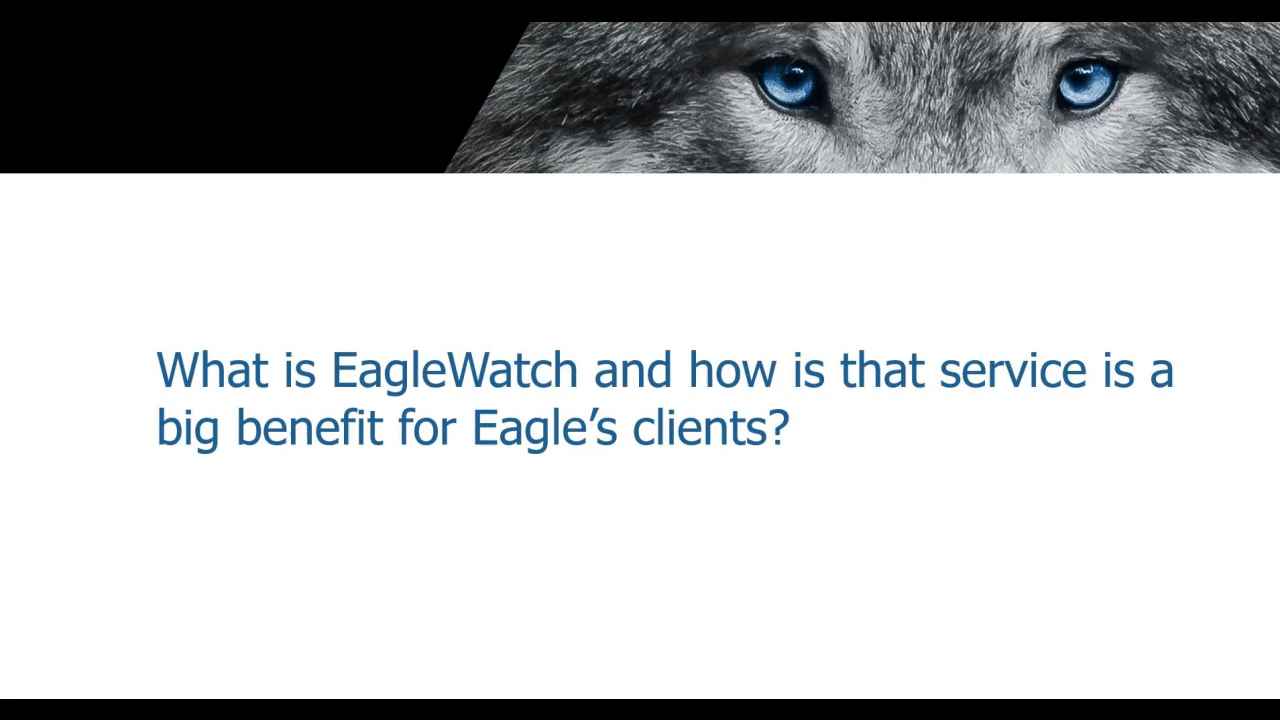 What is EagleWatch and how is that service is a
big benefit for Eagle’s clients?